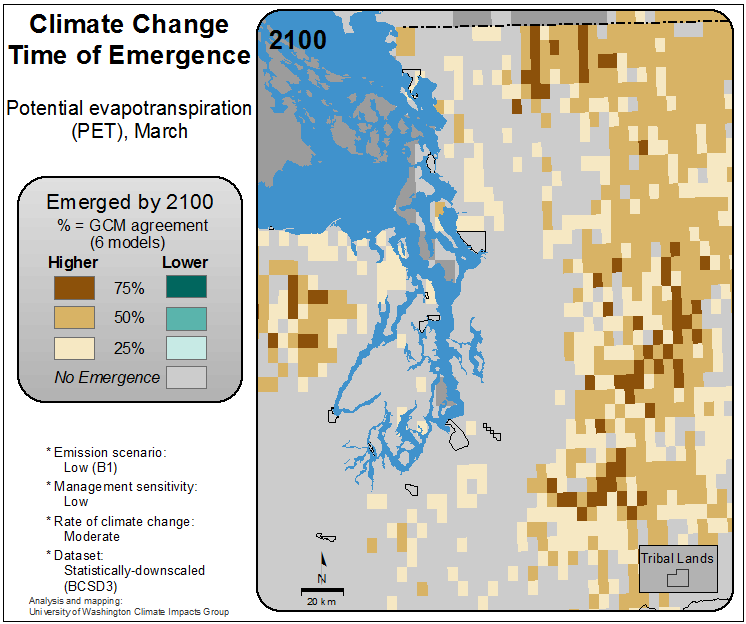 Climate Change
Time of Emergence
Potential evapotranspiration
(PET), March
Emerged by 2100
% = GCM agreement
(6 models)
Higher Lower
75%
50%
25%
No Emergence
* Emission scenario:
Low (B1)
* Management sensitivity:
Low
* Rate of climate change:
Moderate
* Dataset:
Statistically-downscaled
(BCSD3)
Analysis and mapping:
University of Washington Climate Impacts Group
2100
N
20 km
Tribal Lands